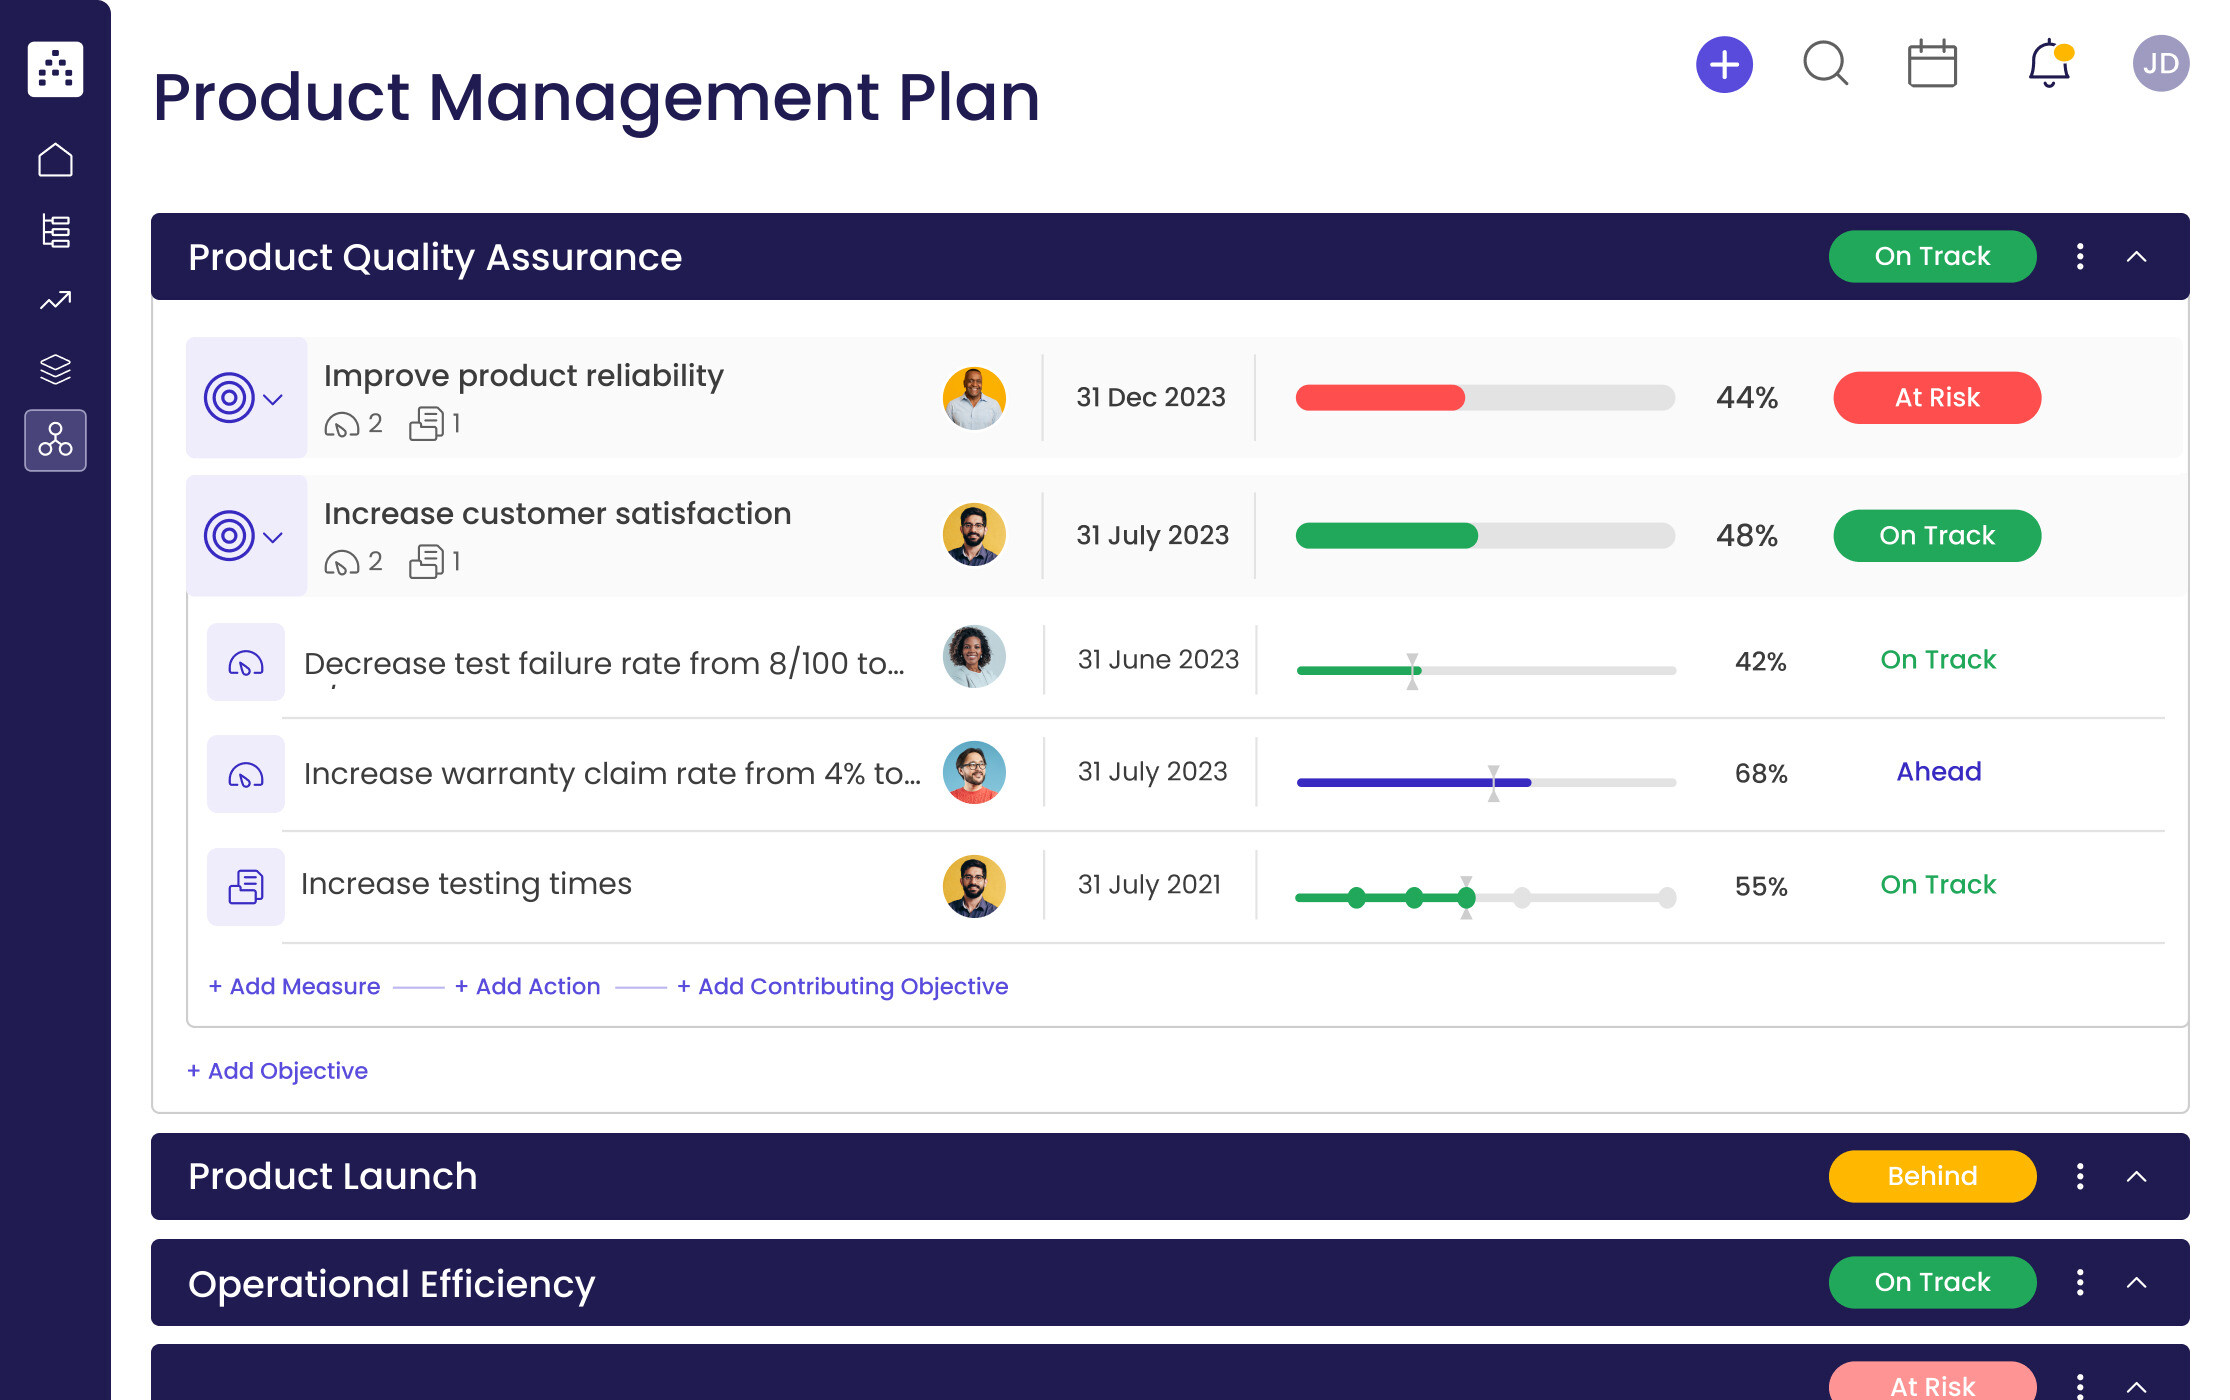 Product Management Plan
JD
Product Quality Assurance
On Track
Improve product reliability
2
1
31 Dec 2023
44%
At Risk
Increase customer satisfaction
2
1
31 July 2023
48%
On Track
Decrease test failure rate from 8/100 to...
31 June 2023
42%
On Track
Increase warranty claim rate from 4% to...
31 July 2023
68%
Ahead
Increase testing times
31 July 2021
55%
On Track
+ Add Measure
+ Add Action
+ Add Contributing Objective
+ Add Objective
Product Launch
Behind
Operational Efficiency
On Track
At Risk